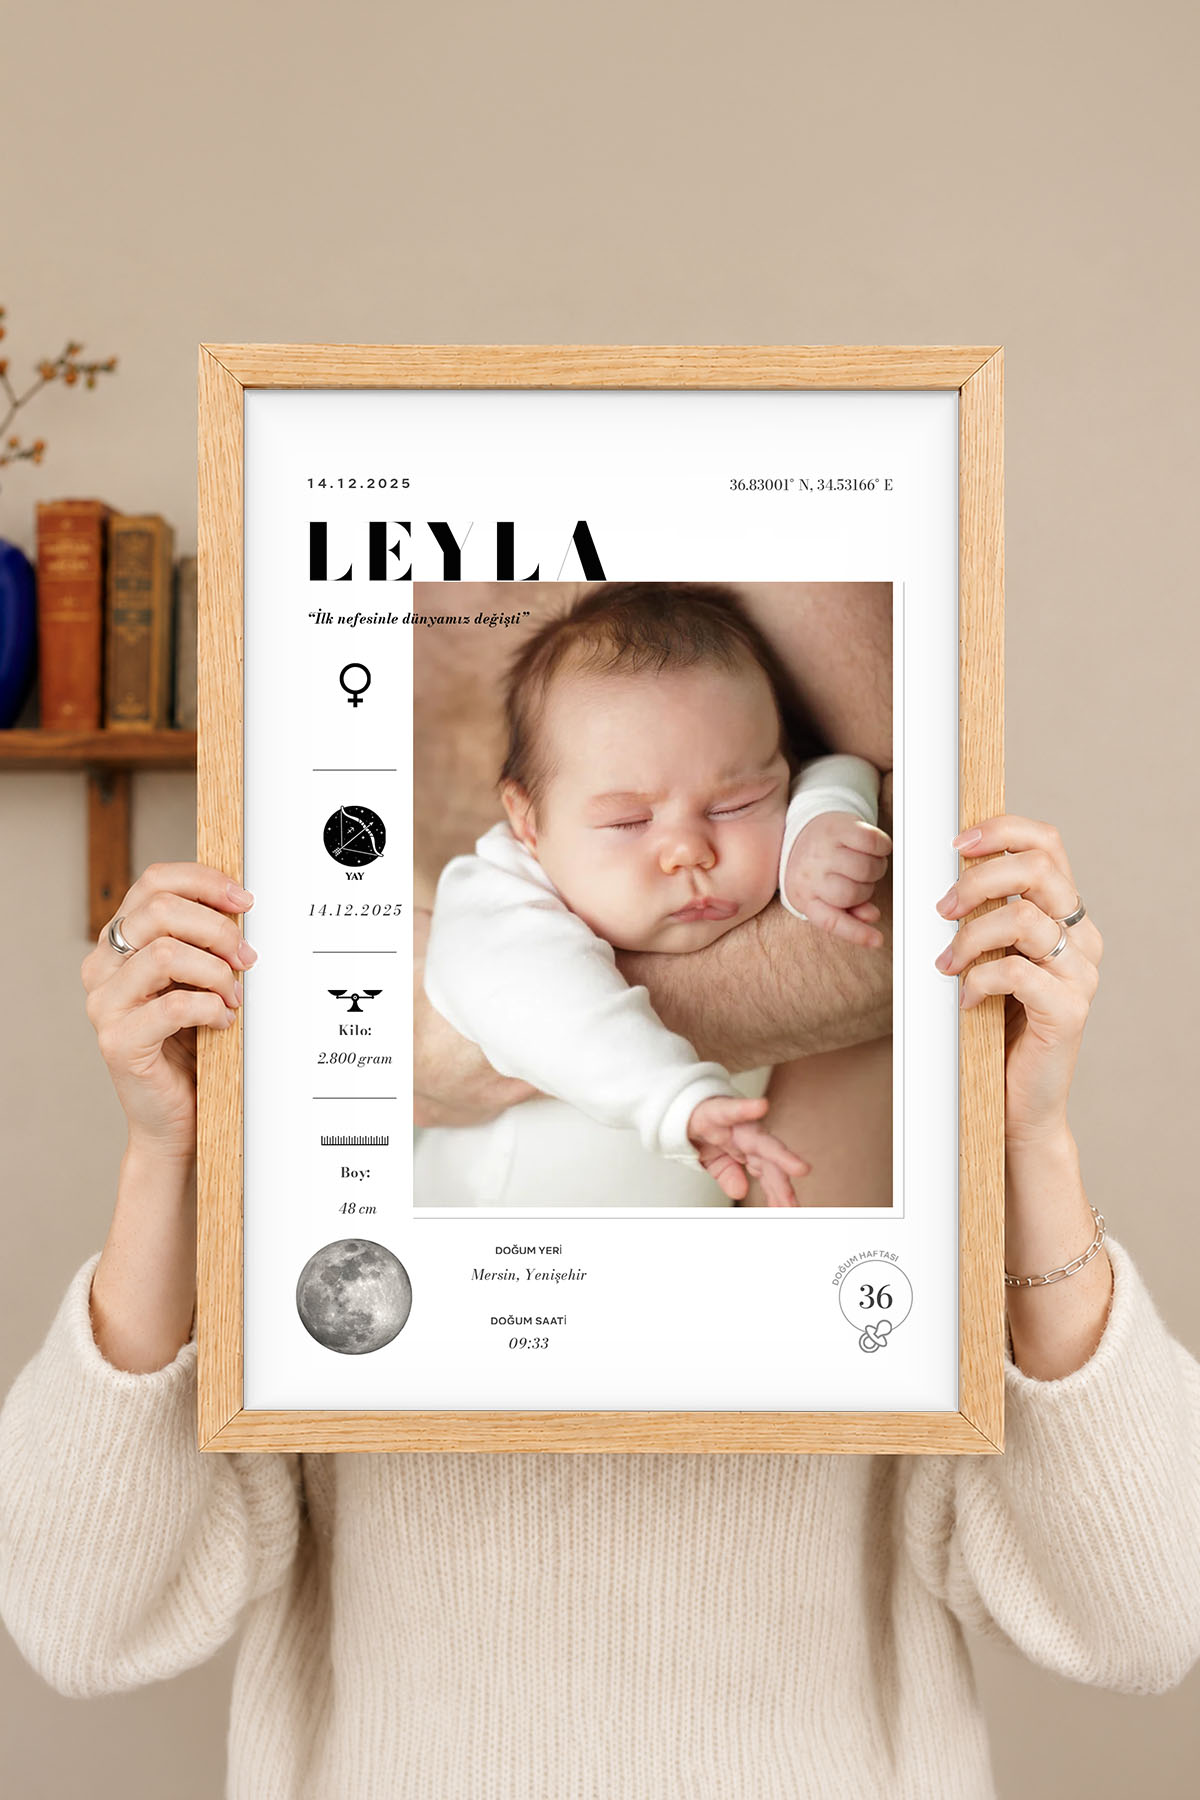 14.12.2025
36.83001° N, 34.53166° E
LEYLA
“İlk nefesinle dünyamız değişti”
YAY
14.12.2025
Kilo:
2.800 gram
Boy:
48 cm
DOĞUM YERİ
Mersin, Yenişehir
DOĞUM SAATİ
09:33
DOĞUM HAFTASI
36